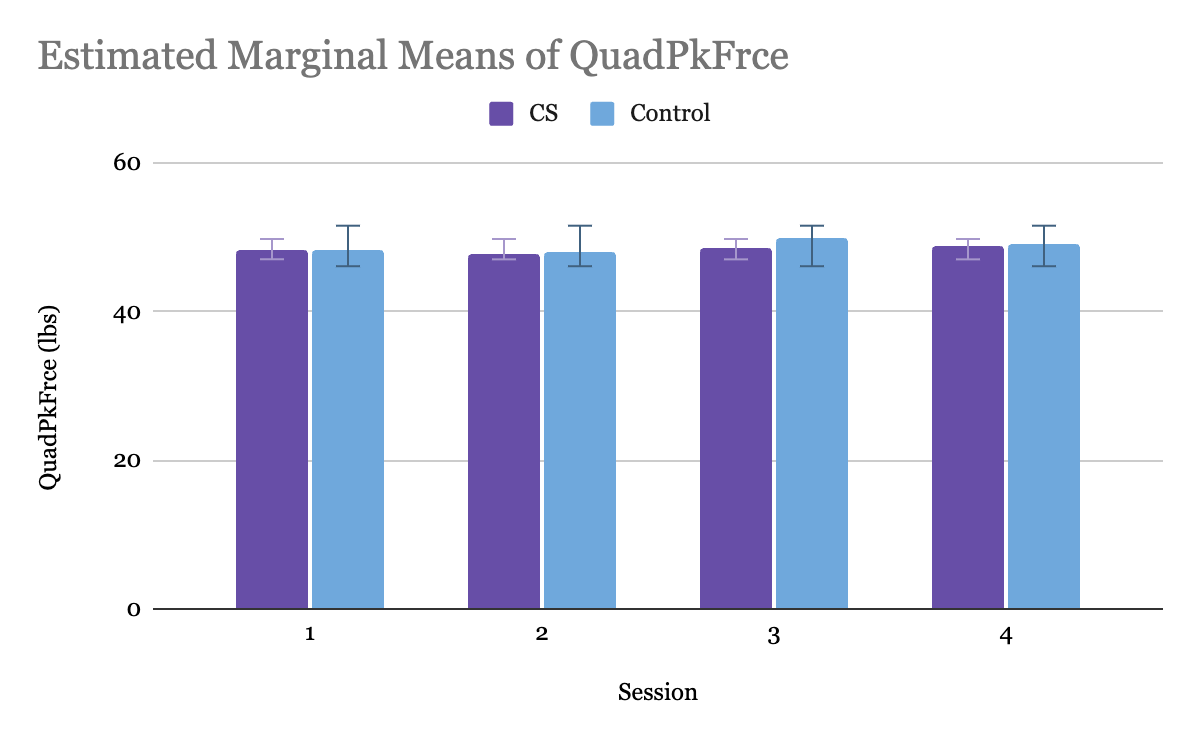 Estimated Marginal Means of QuadPkFrce
CS
Control
60
40
20
0
QuadPkFrce (lbs)
1
2
3
4
Session